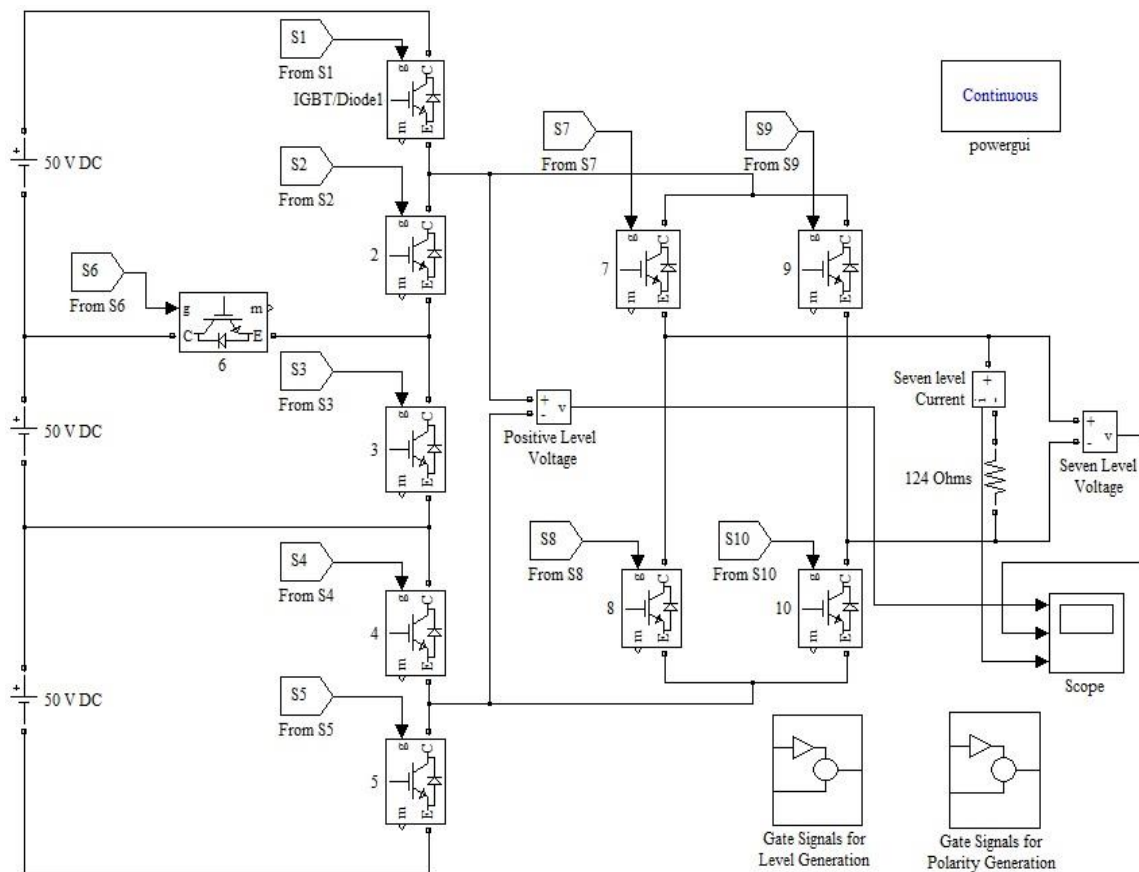 S1
From S1
g
C
IGBT/Diode1
m
E
Continuous
powergui
+
50 V DC
S2
From S2
g
C
2
m
E
S7
From S7
g
C
7
m
E
S9
From S9
g
C
9
m
E
S6
From S6
g
m
C
E
6
S3
From S3
g
C
3
m
E
+
50 V DC
+
-
v
Positive Level
Voltage
Seven level
Current
+
i
-
124 Ohms
+
-
v
Seven Level
Voltage
S4
From S4
g
C
4
m
E
S8
From S8
g
C
8
m
E
S10
From S10
g
C
10
m
E
Scope
+
50 V DC
S5
From S5
g
C
5
m
E
Gate Signals for
Level Generation
Gate Signals for
Polarity Generation